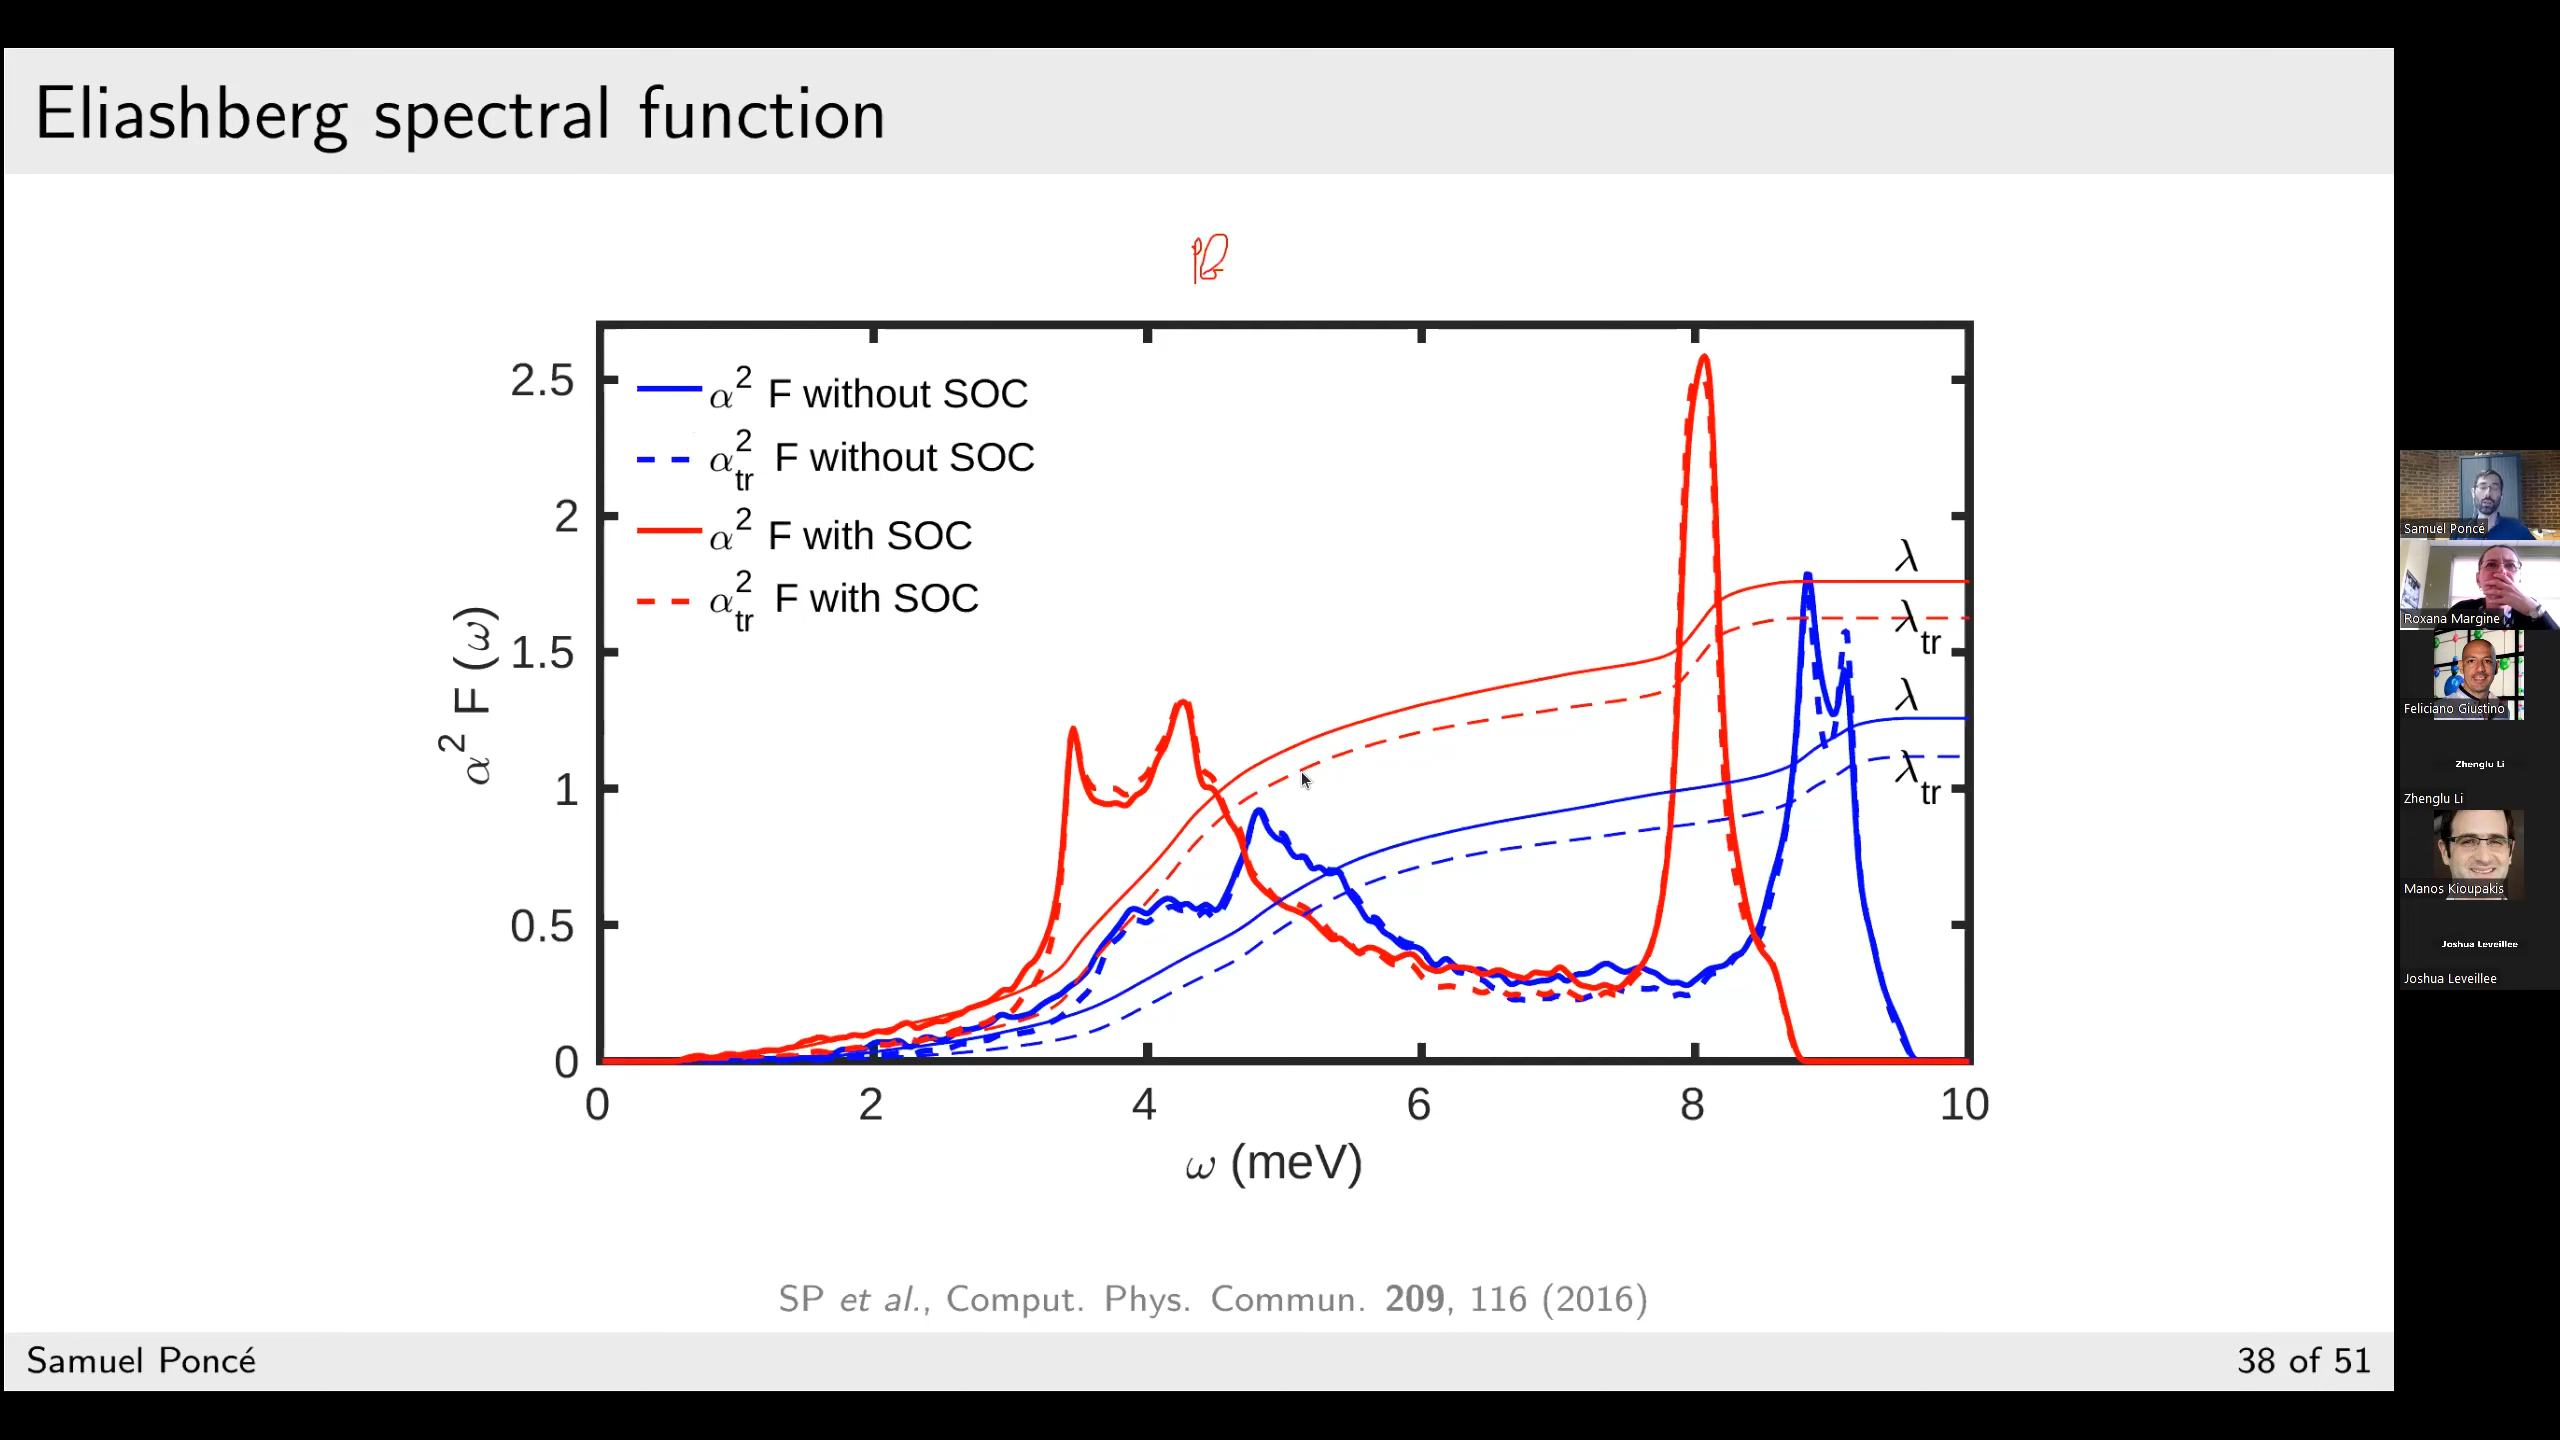 Eliashberg spectral function
α² F without SOC
α²tr F without SOC
α² F with SOC
α²tr F with SOC
α² F (ω)
2.5
2
1.5
1
0.5
0
λ
λtr
λ
λtr
0 2 4 6 8 10
ω (meV)
SP et al., Comput. Phys. Commun. 209, 116 (2016)
Samuel Poncé
38 of 51
Samuel Poncé
Roxana Margine
Feliciano Giustino
Zhenglu Li
Zhenglu Li
Manos Kioupakis
Joshua Leveillee
Joshua Leveillee